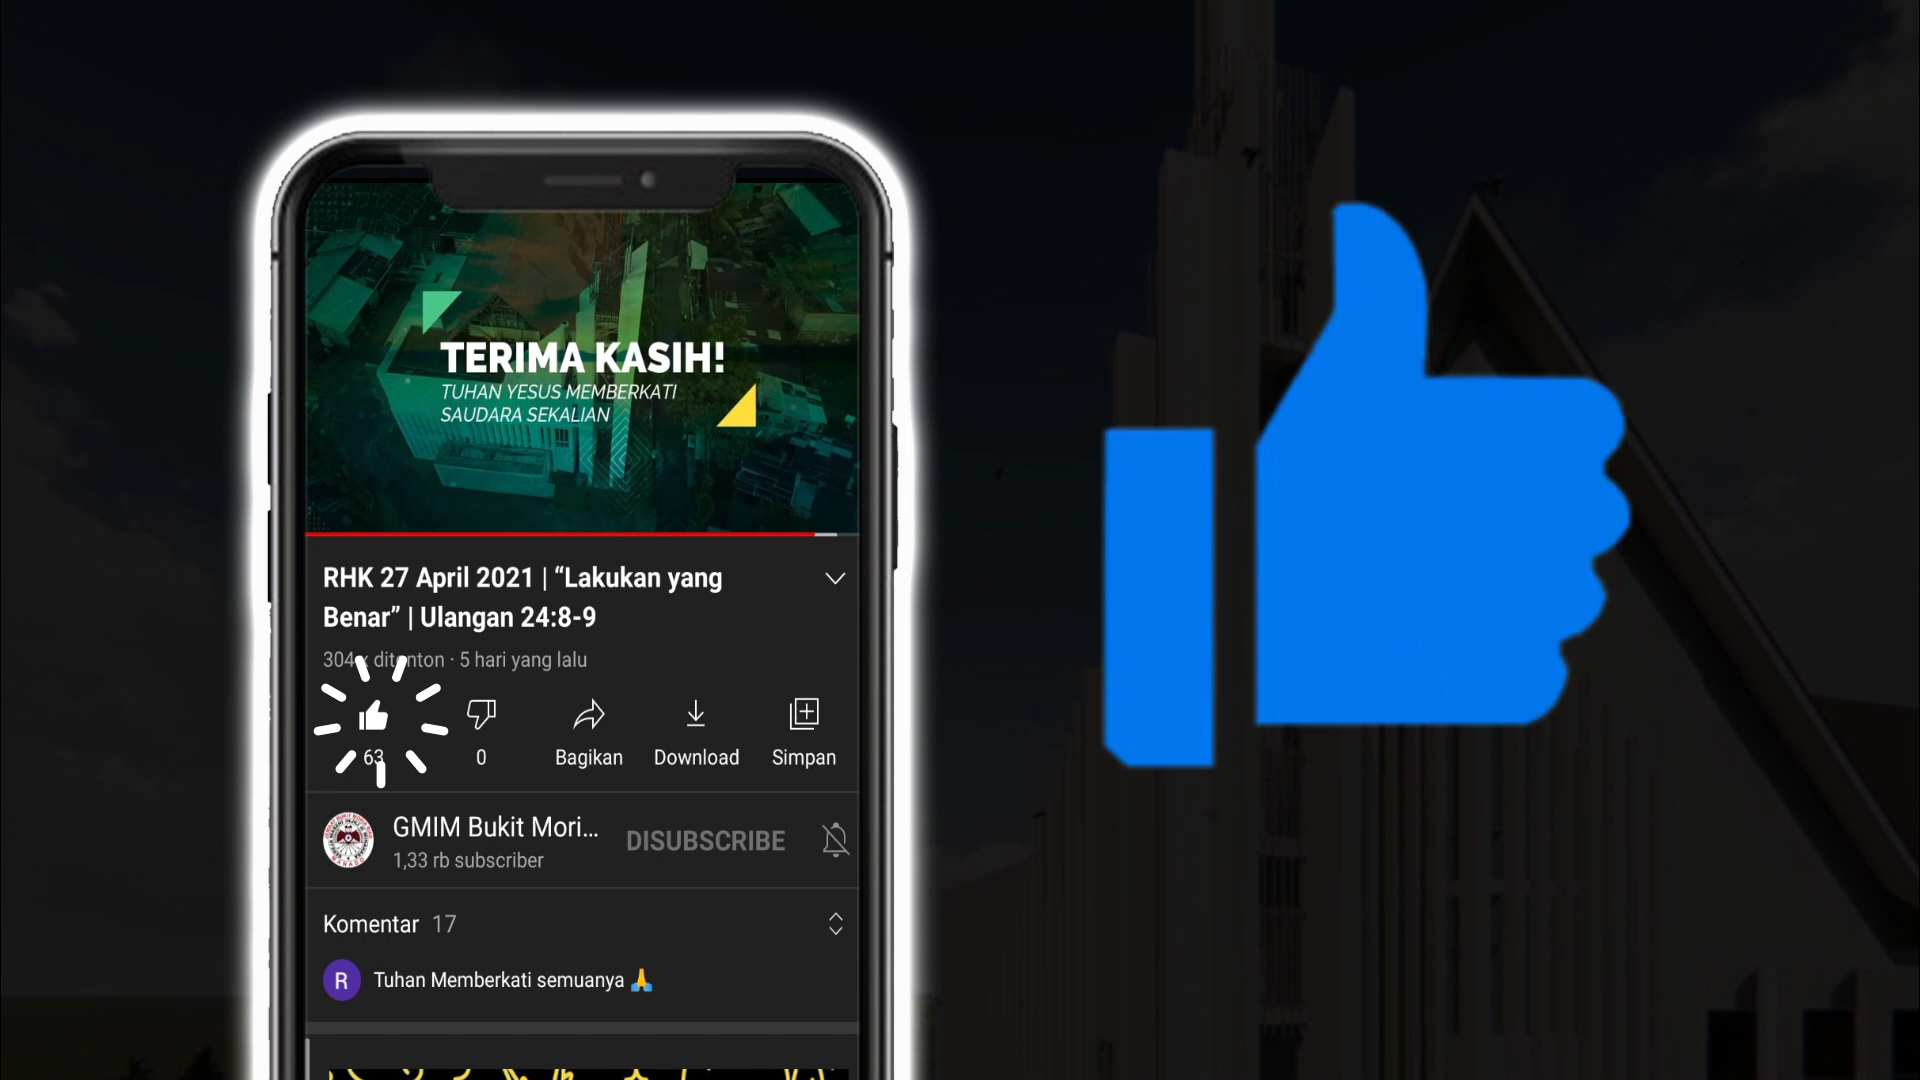 TERIMA KASIH!
TUHAN YESUS MEMBERKATI
SAUDARA SEKALIAN
RHK 27 April 2021 | “Lakukan yang
Benar” | Ulangan 24:8-9
304 x ditonton · 5 hari yang lalu
63 0 Bagikan Download Simpan
GMIM Bukit Mori... DISUBSCRIBE
1,33 rb subscriber
Komentar 17
R Tuhan Memberkati semuanya 🙏